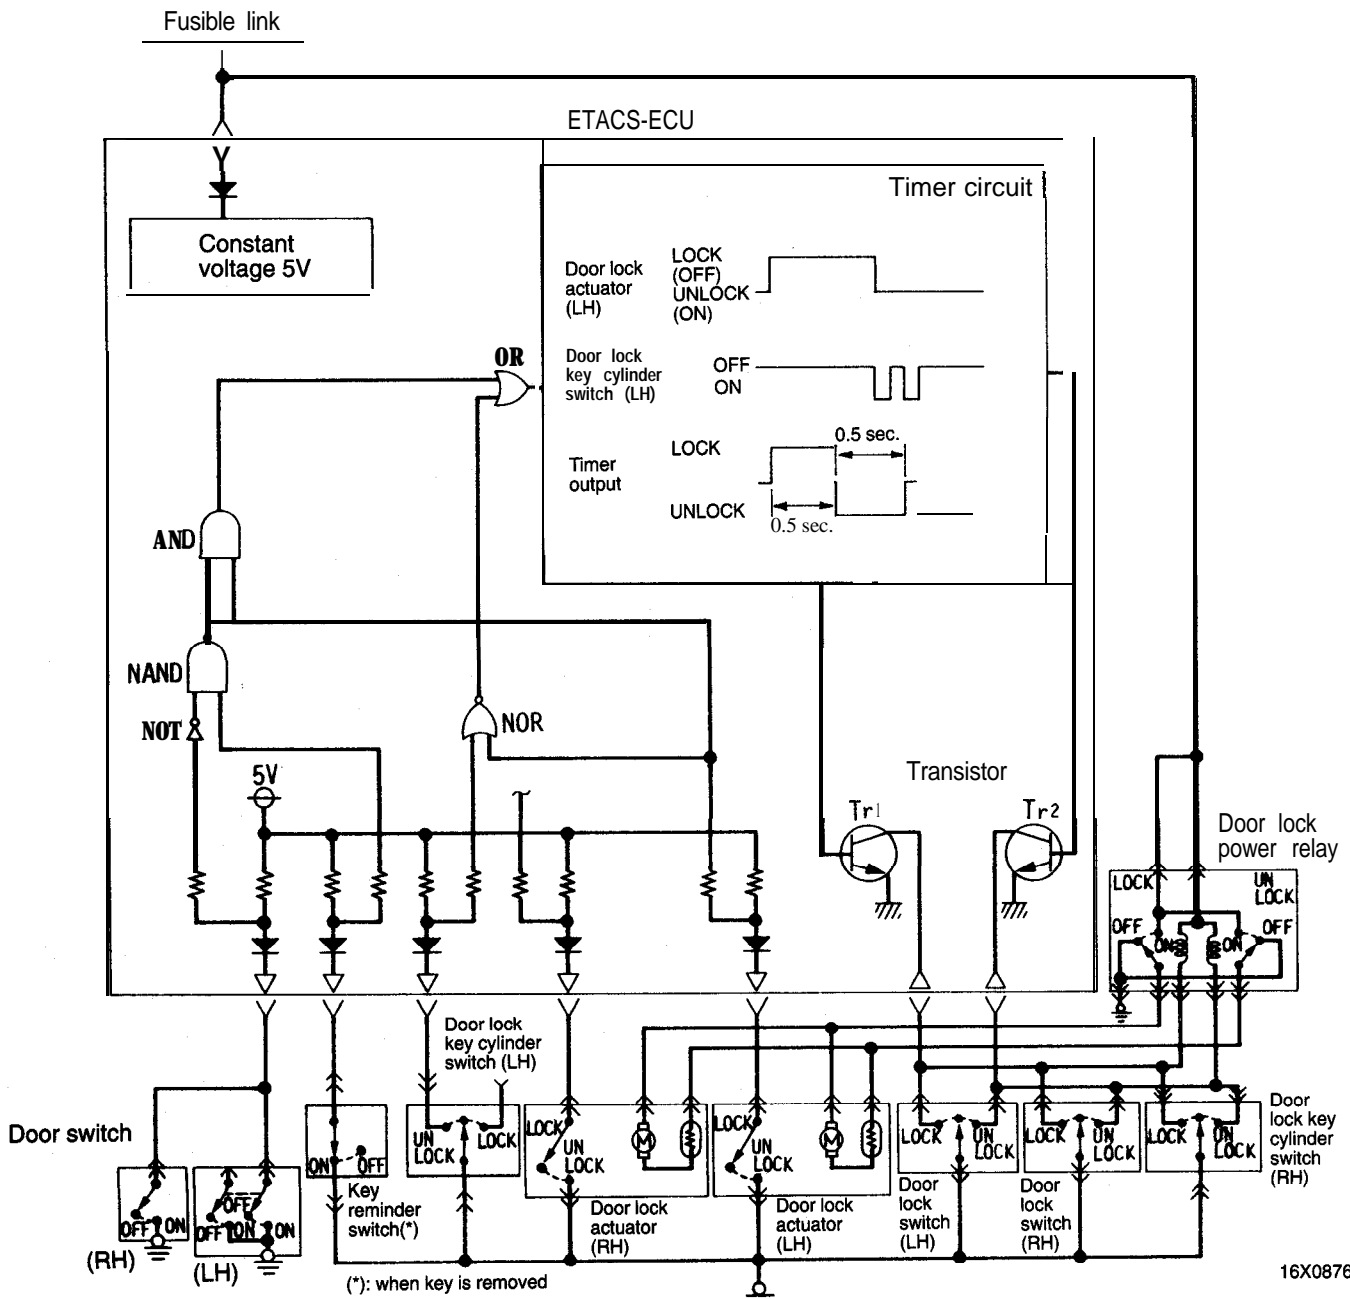 Fusible link
ETACS-ECU
Timer circuit
Constant
voltage 5V
Door lock
actuator
(LH)
LOCK
(OFF)
UNLOCK
(ON)
OR
Door lock
key cylinder
switch (LH)
OFF
ON
0.5 sec.
LOCK
Timer
output
UNLOCK
0.5 sec.
AND
NAND
NOT
NOR
5V
Transistor
Tr1
Tr2
Door lock
power relay
LOCK
UN
LOCK
OFF
ON
ON
OFF
Door lock
key cylinder
switch (LH)
Door switch
OFF
ON
(RH)
OFF
OFF
ON
ON
(LH)
ON
OFF
Key
reminder
switch(*)
UN
LOCK
LOCK
LOCK
UN
LOCK
M
Door lock
actuator
(RH)
LOCK
UN
LOCK
M
Door lock
actuator
(LH)
LOCK
UN
LOCK
Door
lock
switch
(LH)
LOCK
UN
LOCK
Door
lock
switch
(RH)
LOCK
UN
LOCK
Door
lock key
cylinder
switch
(RH)
(*): when key is removed
16X0876